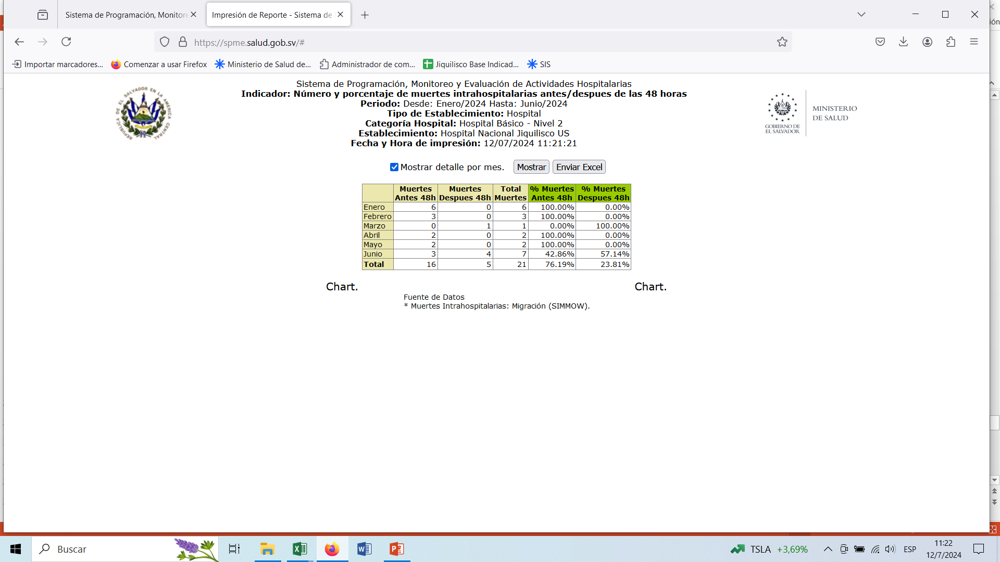 Sistema de Programación, Monitore
Impresión de Reporte - Sistema de
https://spme.salud.gob.sv/#
Importar marcadores...
Comenzar a usar Firefox
Ministerio de Salud de...
Administrador de com...
Jiquilisco Base Indicad...
SIS
ión
REPUBLICA DE EL SALVADOR EN LA AMERICA CENTRAL
Sistema de Programación, Monitoreo y Evaluación de Actividades Hospitalarias
Indicador: Número y porcentaje de muertes intrahospitalarias antes/despues de las 48 horas
Periodo: Desde: Enero/2024 Hasta: Junio/2024
Tipo de Establecimiento: Hospital
Categoría Hospital: Hospital Básico - Nivel 2
Establecimiento: Hospital Nacional Jiquilisco US
Fecha y Hora de impresión: 12/07/2024 11:21:21
GOBIERNO DE
EL SALVADOR
MINISTERIO
DE SALUD
Mostrar detalle por mes. Mostrar Enviar Excel
Muertes Antes 48h Muertes Despues 48h Total Muertes % Muertes Antes 48h % Muertes Despues 48h
Enero 6 0 6 100.00% 0.00%
Febrero 3 0 3 100.00% 0.00%
Marzo 0 1 1 0.00% 100.00%
Abril 2 0 2 100.00% 0.00%
Mayo 2 0 2 100.00% 0.00%
Junio 3 4 7 42.86% 57.14%
Total 16 5 21 76.19% 23.81%
Chart. Chart.
Fuente de Datos
* Muertes Intrahospitalarias: Migración (SIMMOW).
Buscar
TSLA +3,69%
ESP
11:22
12/7/2024